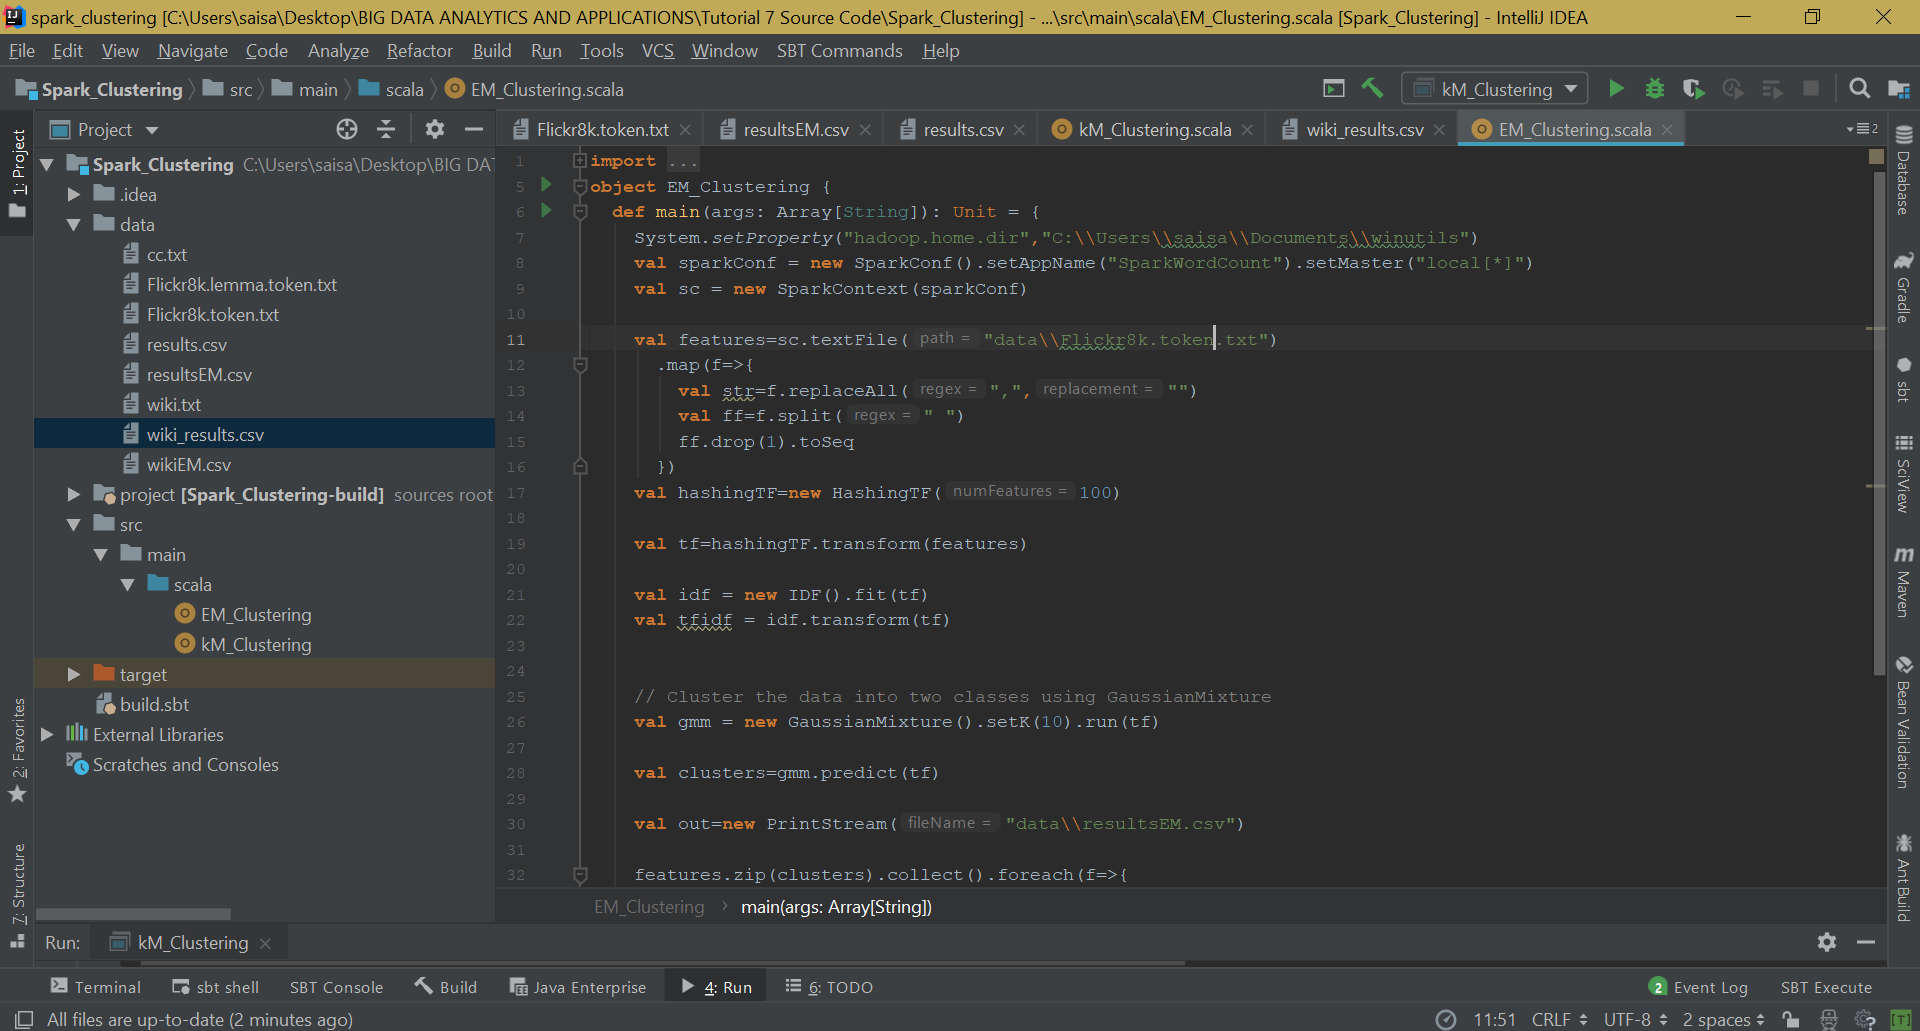 spark_clustering [C:\Users\saisa\Desktop\BIG DATA ANALYTICS AND APPLICATIONS\Tutorial 7 Source Code\Spark_Clustering] - ...\src\main\scala\EM_Clustering.scala [Spark_Clustering] - IntelliJ IDEA
File Edit View Navigate Code Analyze Refactor Build Run Tools VCS Window SBT Commands Help
Spark_Clustering src main scala EM_Clustering.scala
kM_Clustering
Project
Flickr8k.token.txt resultsEM.csv results.csv kM_Clustering.scala wiki_results.csv EM_Clustering.scala
2
1: Project
2: Favorites
7: Structure
Spark_Clustering C:\Users\saisa\Desktop\BIG DAT
.idea
data
cc.txt
Flickr8k.lemma.token.txt
Flickr8k.token.txt
results.csv
resultsEM.csv
wiki.txt
wiki_results.csv
wikiEM.csv
project [Spark_Clustering-build] sources root
src
main
scala
EM_Clustering
kM_Clustering
target
build.sbt
External Libraries
Scratches and Consoles
1 import ...
5 object EM_Clustering {
6 def main(args: Array[String]): Unit = {
7 System.setProperty("hadoop.home.dir","C:\\Users\\saisa\\Documents\\winutils")
8 val sparkConf = new SparkConf().setAppName("SparkWordCount").setMaster("local[*]")
9 val sc = new SparkContext(sparkConf)
10
11 val features=sc.textFile( path = "data\\Flickr8k.token.txt")
12 .map(f=>{
13 val str=f.replaceAll( regex = ",", replacement = "")
14 val ff=f.split( regex = " ")
15 ff.drop(1).toSeq
16 })
17 val hashingTF=new HashingTF( numFeatures = 100)
18
19 val tf=hashingTF.transform(features)
20
21 val idf = new IDF().fit(tf)
22 val tfidf = idf.transform(tf)
23
24
25 // Cluster the data into two classes using GaussianMixture
26 val gmm = new GaussianMixture().setK(10).run(tf)
27
28 val clusters=gmm.predict(tf)
29
30 val out=new PrintStream( fileName = "data\\resultsEM.csv")
31
32 features.zip(clusters).collect().foreach(f=>{
EM_Clustering main(args: Array[String])
Database
Gradle
sbt
SciView
Maven
Bean Validation
Ant Build
Run: kM_Clustering
Terminal sbt shell SBT Console Build Java Enterprise 4: Run 6: TODO 2 Event Log SBT Execute
All files are up-to-date (2 minutes ago) 11:51 CRLF UTF-8 2 spaces [T]